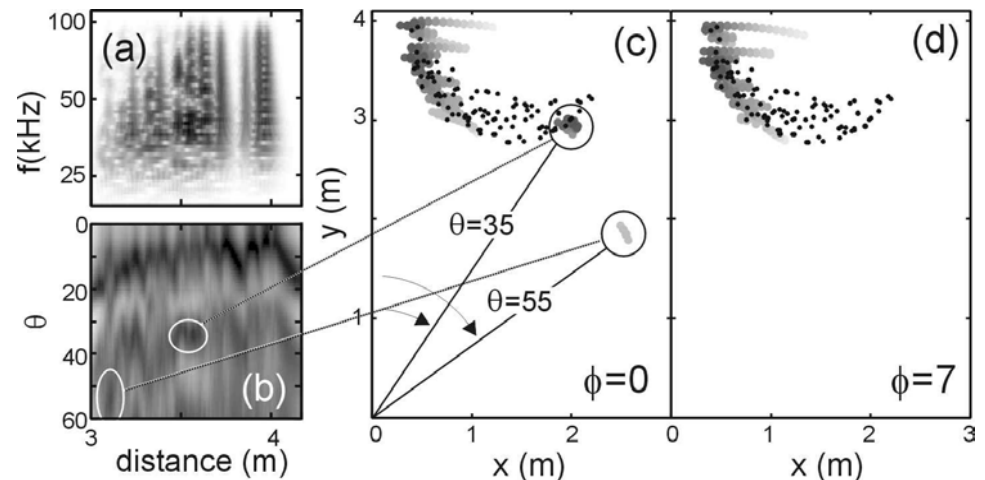 (a)
f(kHz)
100
50
25
(b)
θ
0
20
40
60
3
4
distance (m)
(c)
y (m)
4
3
1
θ=35
θ=55
ϕ=0
0
1
2
x (m)
(d)
ϕ=7
0
1
2
3
x (m)